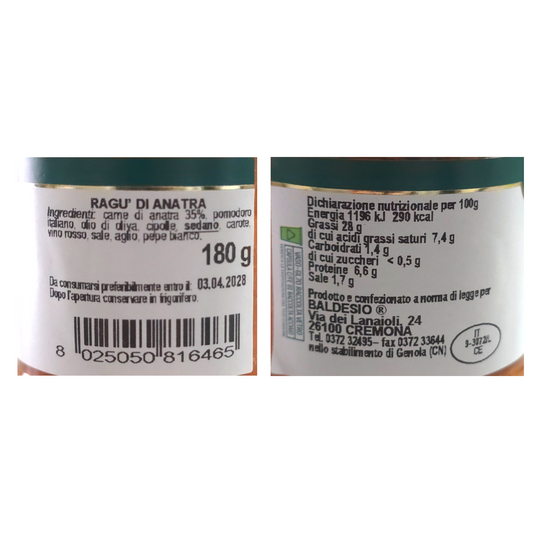 RAGU' DI ANATRA
Ingredienti: carne di anatra 35%, pomodoro
italiano, olio di oliva, cipolle, sedano, carote,
vino rosso, sale, aglio, pepe bianco.
180 g
Da consumarsi preferibilmente entro il: 03.04.2028
Dopo l'apertura conservare in frigorifero.
8 025050 816465
Dichiarazione nutrizionale per 100g
Energia 1196 kJ 290 kcal
Grassi 28 g
di cui acidi grassi saturi 7,4 g
Carboidrati 1,4 g
di cui zuccheri < 0,5 g
Proteine 6,6 g
Sale 1,7 g
Prodotto e confezionato a norma di legge per
BALDESIO ®
Via dei Lanaioli, 24
26100 CREMONA
Tel. 0372 32495– fax 0372 33644
nello stabilimento di Genola (CN)
IT
CE